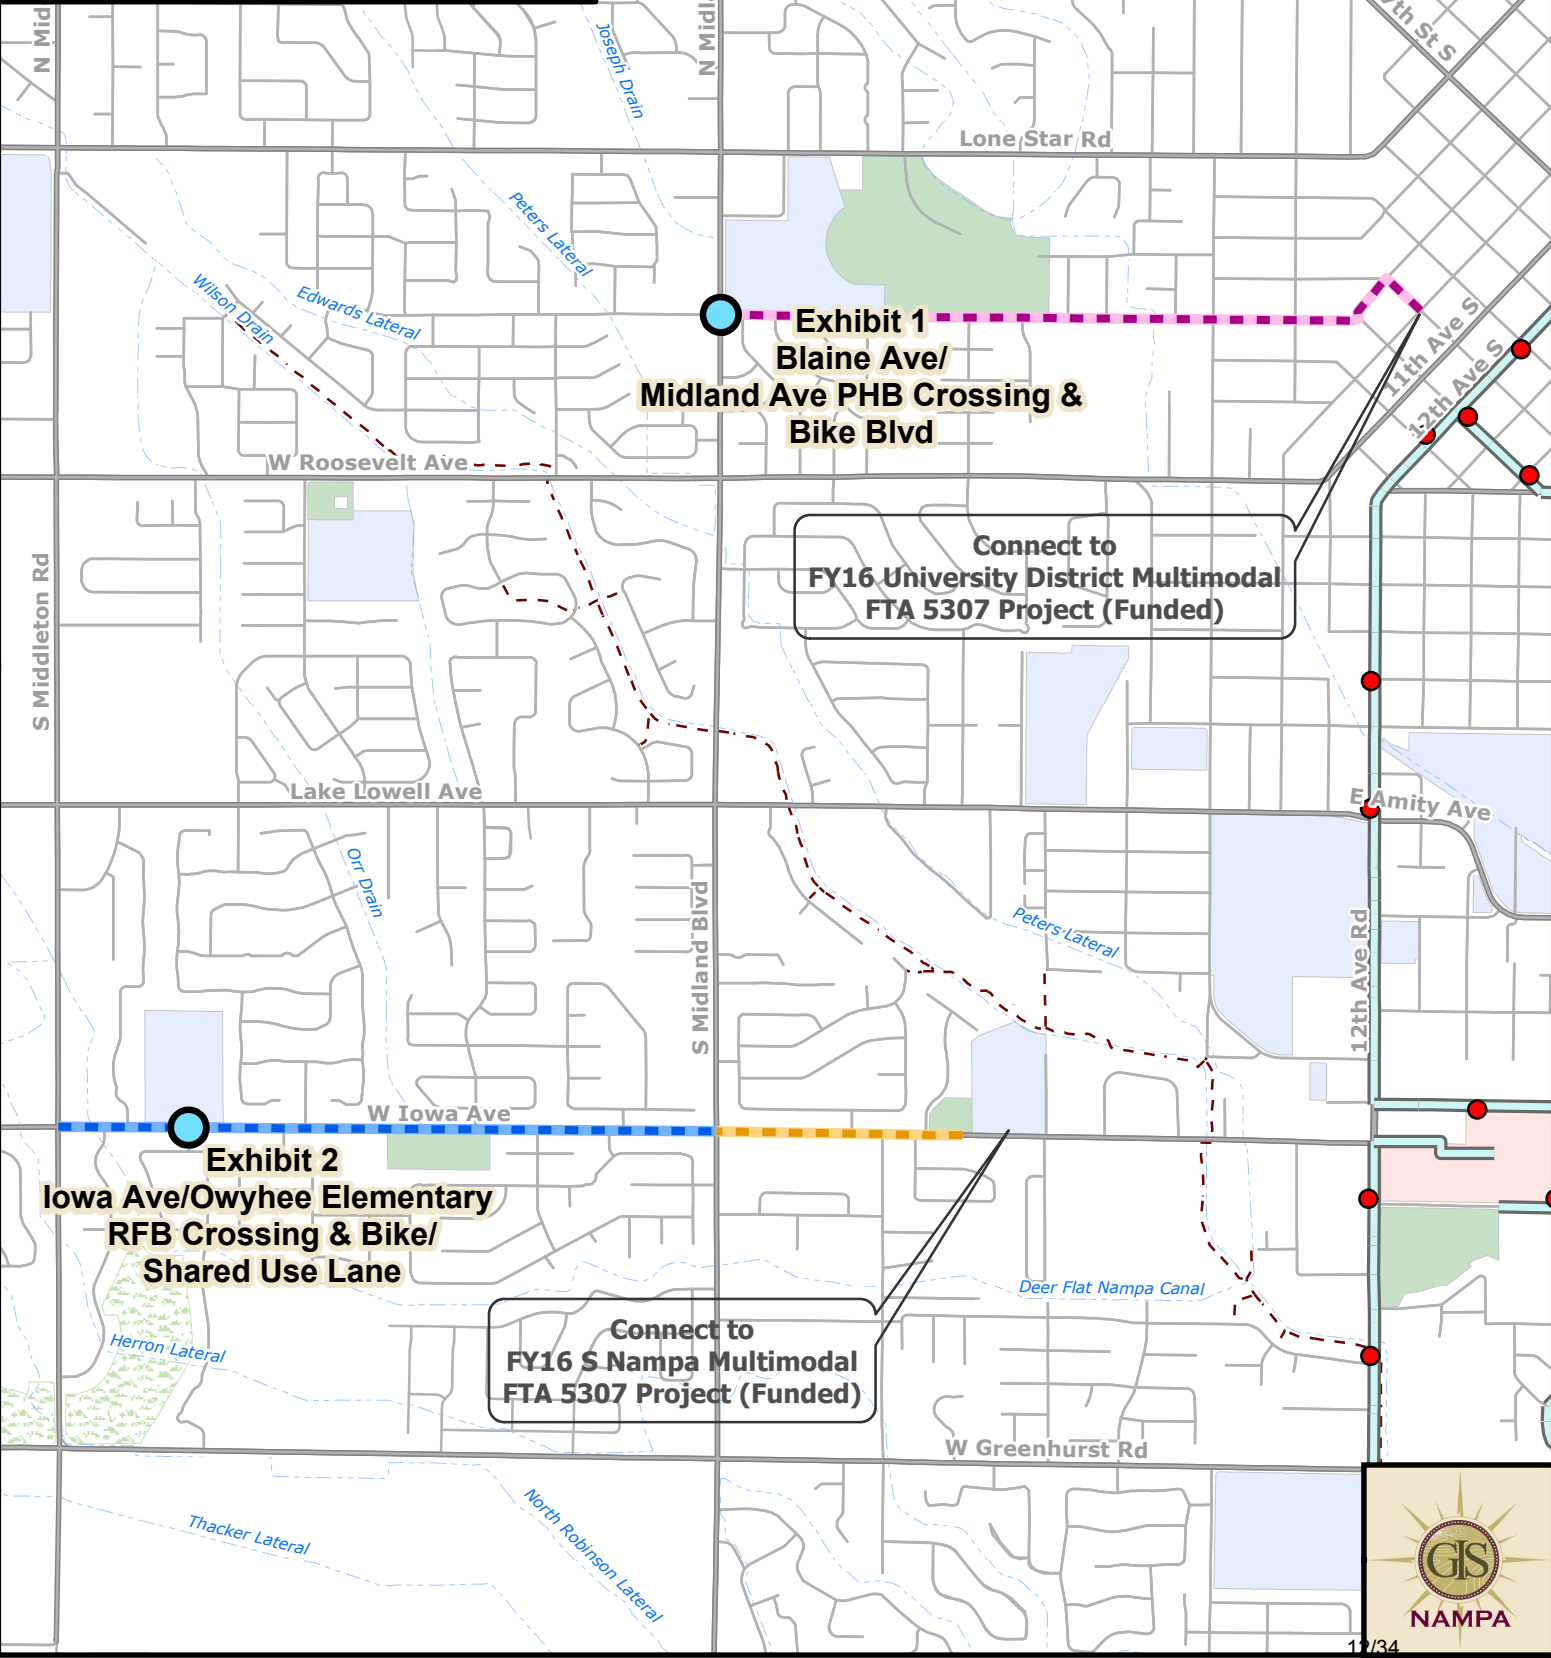 N Mid
Joseph Drain
N Midl
7th St S
Lone Star Rd
Peters Lateral
Wilson Drain
Edwards Lateral
Exhibit 1
Blaine Ave/
Midland Ave PHB Crossing &
Bike Blvd
11th Ave S
12th Ave S
W Roosevelt Ave
Connect to
FY16 University District Multimodal
FTA 5307 Project (Funded)
S Middleton Rd
Lake Lowell Ave
E Amity Ave
Orr Drain
S Midland Blvd
Peters Lateral
12th Ave Rd
W Iowa Ave
Exhibit 2
Iowa Ave/Owyhee Elementary
RFB Crossing & Bike/
Shared Use Lane
Deer Flat Nampa Canal
Connect to
FY16 S Nampa Multimodal
FTA 5307 Project (Funded)
Herron Lateral
W Greenhurst Rd
Thacker Lateral
North Robinson Lateral
GIS
NAMPA
12/34